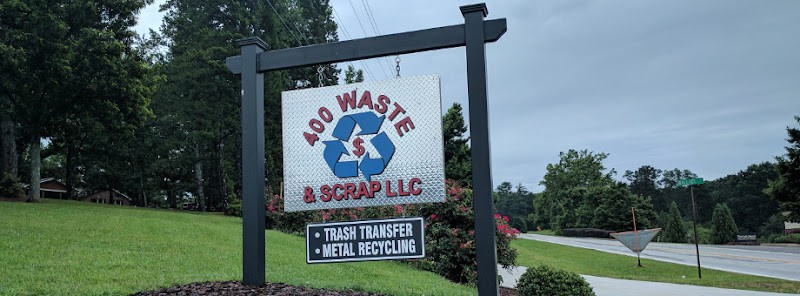 400 WASTE
$
& SCRAP LLC
• TRASH TRANSFER
• METAL RECYCLING